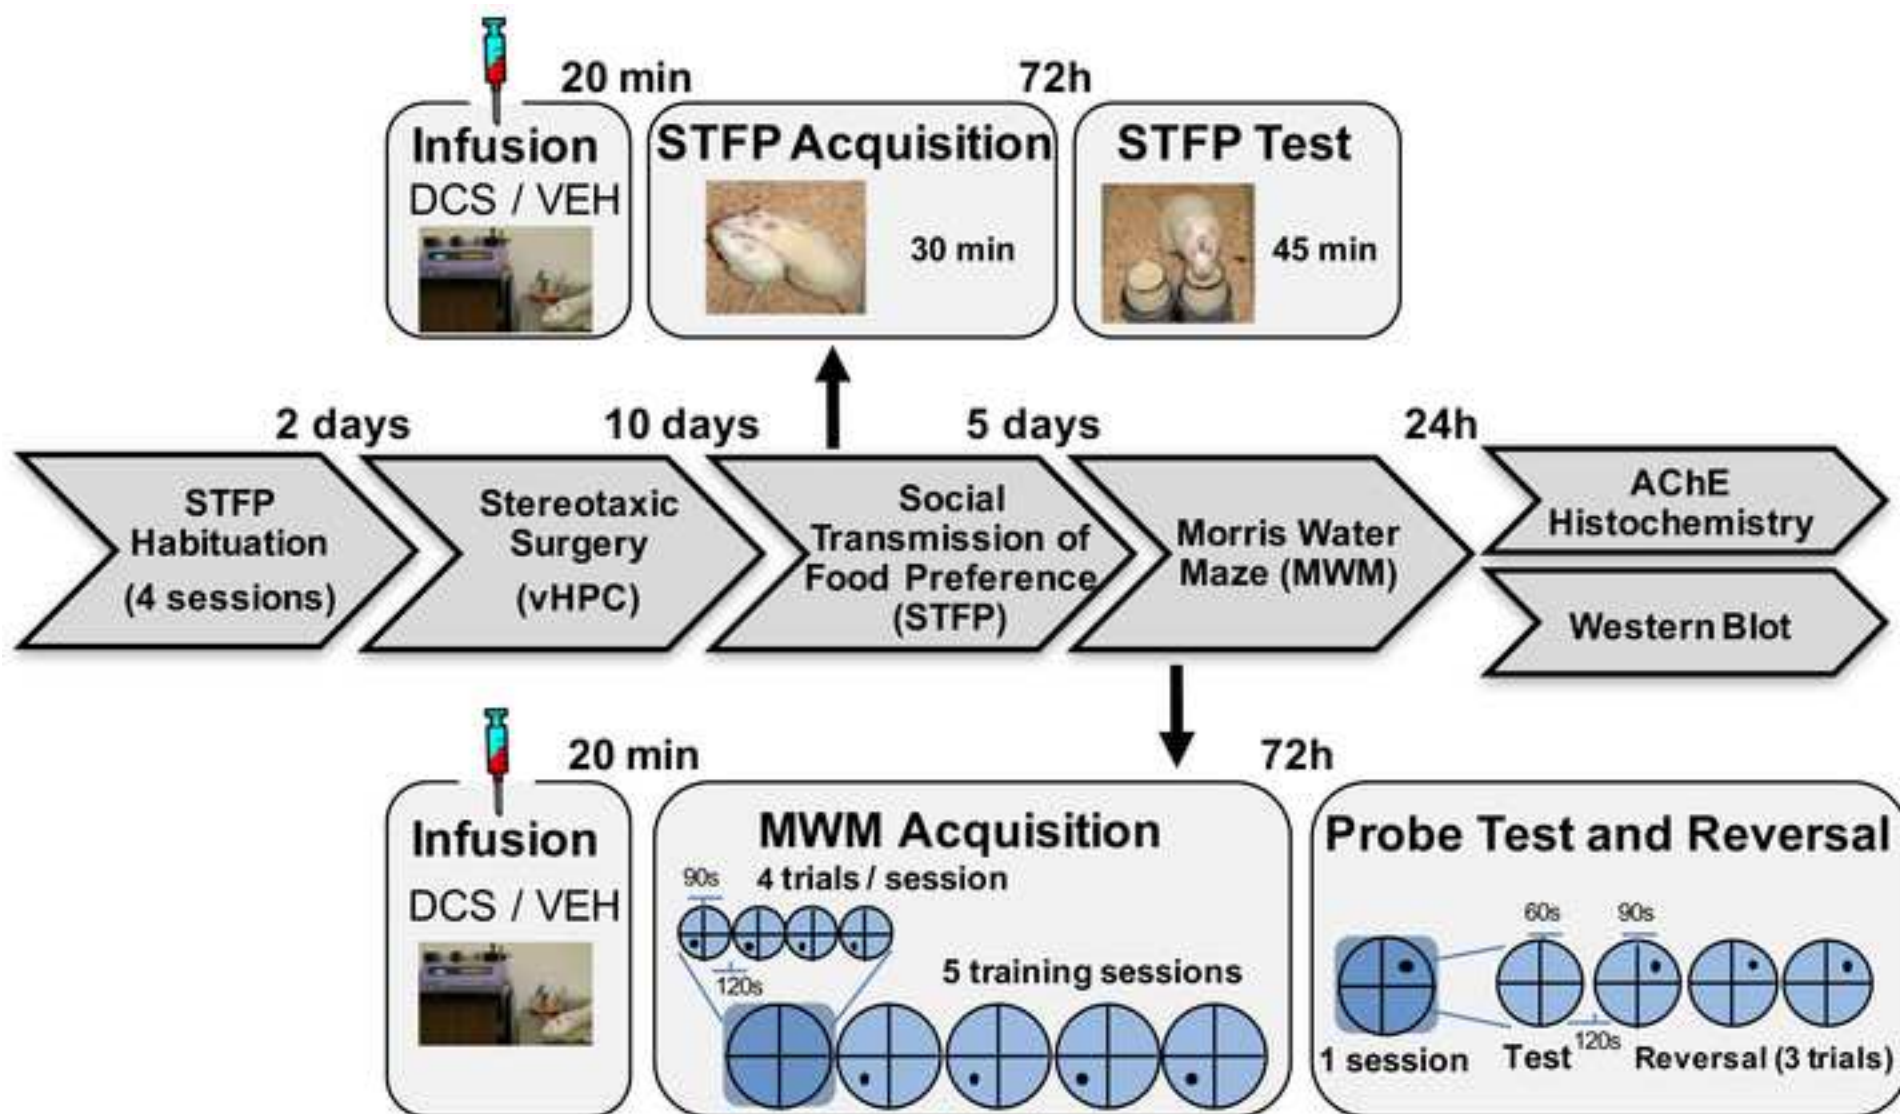 20 min
72h
Infusion
DCS / VEH
STFP Acquisition
30 min
STFP Test
45 min
2 days
10 days
5 days
24h
STFP
Habituation
(4 sessions)
Stereotaxic
Surgery
(vHPC)
Social
Transmission of
Food Preference
(STFP)
Morris Water
Maze (MWM)
AChE
Histochemistry
Western Blot
20 min
72h
Infusion
DCS / VEH
MWM Acquisition
90s
4 trials / session
120s
5 training sessions
Probe Test and Reversal
60s
90s
120s
1 session
Test
Reversal (3 trials)